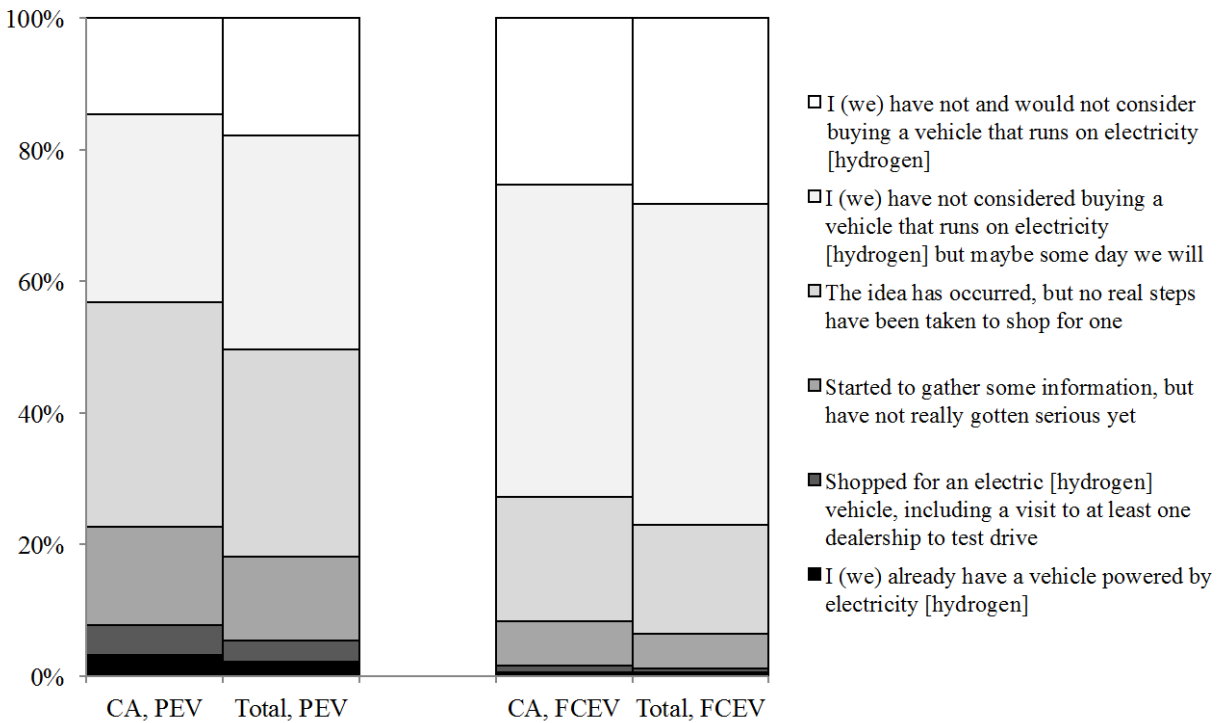 100%
80%
60%
40%
20%
0%
CA, PEV
Total, PEV
CA, FCEV
Total, FCEV
I (we) have not and would not consider
buying a vehicle that runs on electricity
[hydrogen]
I (we) have not considered buying a
vehicle that runs on electricity
[hydrogen] but maybe some day we will
The idea has occurred, but no real steps
have been taken to shop for one
Started to gather some information, but
have not really gotten serious yet
Shopped for an electric [hydrogen]
vehicle, including a visit to at least one
dealership to test drive
I (we) already have a vehicle powered by
electricity [hydrogen]